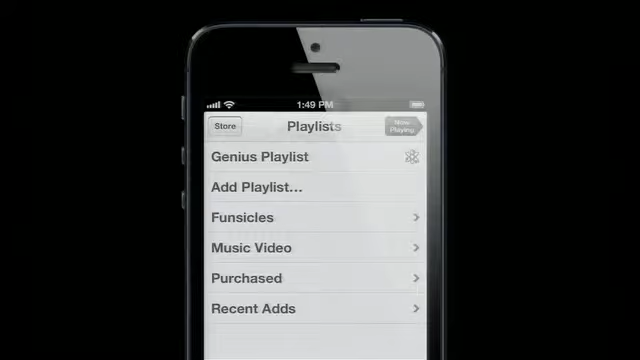 1:49 PM
Store
Playlists
Now Playing
Genius Playlist
Add Playlist...
Funsicles
Music Video
Purchased
Recent Adds